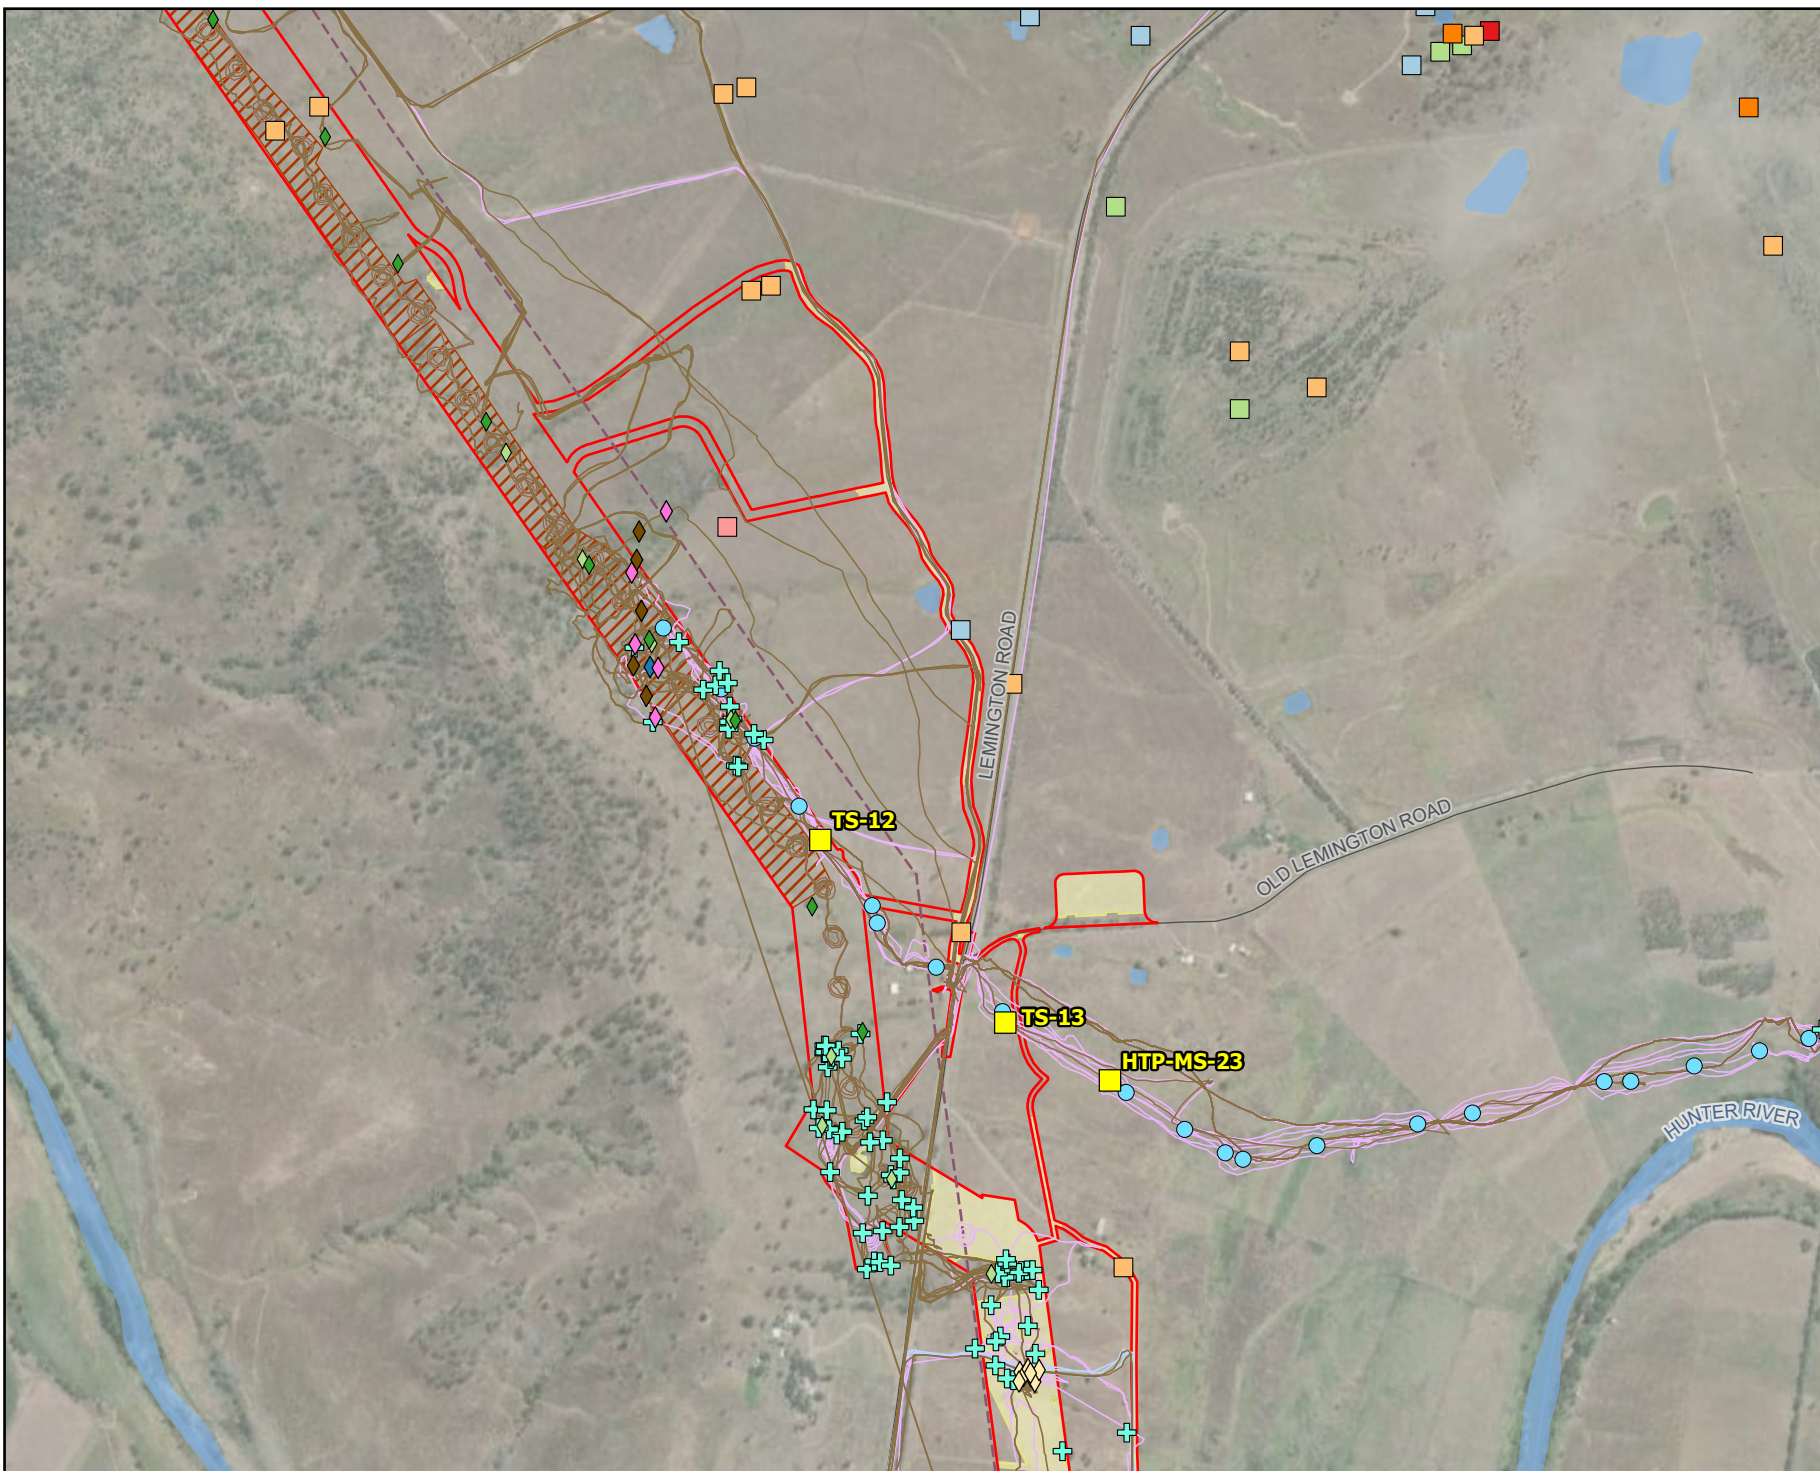 LEMINGTON ROAD
TS-12
OLD LEMINGTON ROAD
TS-13
HTP-MS-23
HUNTER RIVER